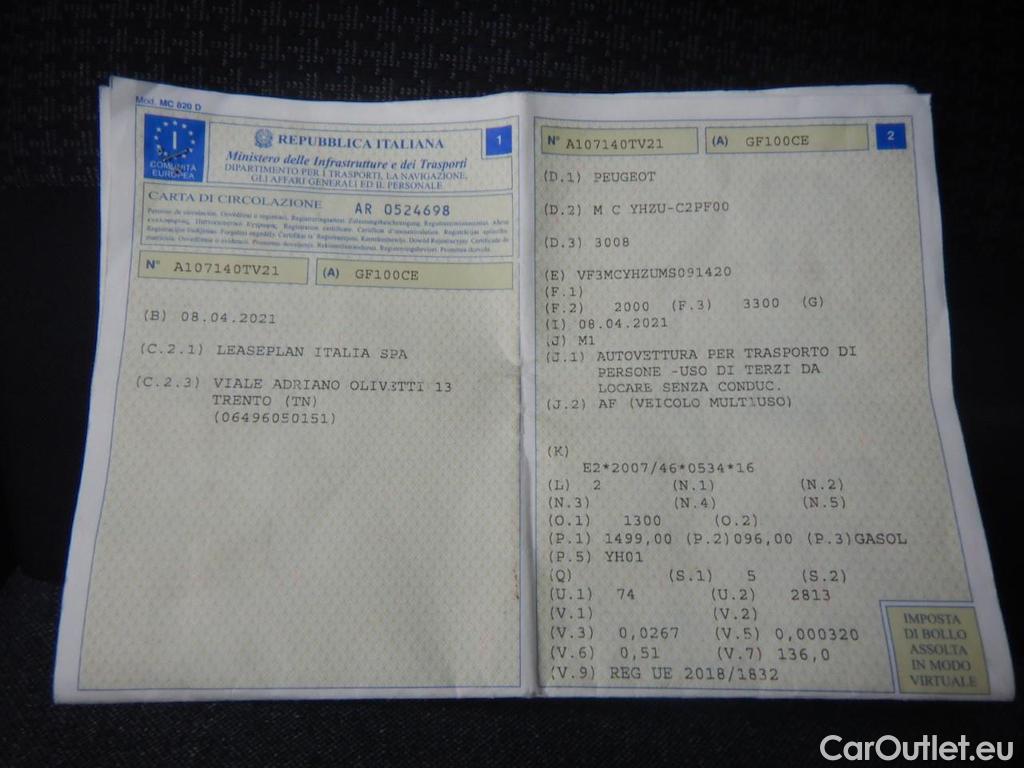 Mod. MC 820 D
I
COMUNITÀ
EUROPEA
REPUBBLICA ITALIANA
1
Ministero delle Infrastrutture e dei Trasporti
DIPARTIMENTO PER I TRASPORTI, LA NAVIGAZIONE,
GLI AFFARI GENERALI ED IL PERSONALE
CARTA DI CIRCOLAZIONE AR 0524698
N° A107140TV21 (A) GF100CE
(B) 08.04.2021
(C.2.1) LEASEPLAN ITALIA SPA
(C.2.3) VIALE ADRIANO OLIVETTI 13
TRENTO (TN)
(06496050151)
N° A107140TV21 (A) GF100CE 2
(D.1) PEUGEOT
(D.2) M C YHZU-C2PF00
(D.3) 3008
(E) VF3MCYHZUMS091420
(F.1)
(F.2) 2000 (F.3) 3300 (G)
(I) 08.04.2021
(J) M1
(J.1) AUTOVETTURA PER TRASPORTO DI
PERSONE -USO DI TERZI DA
LOCARE SENZA CONDUC.
(J.2) AF (VEICOLO MULTIUSO)
(K)
E2*2007/46*0534*16
(L) 2 (N.1) (N.2)
(N.3) (N.4) (N.5)
(O.1) 1300 (O.2)
(P.1) 1499,00 (P.2)096,00 (P.3)GASOL
(P.5) YH01
(Q) (S.1) 5 (S.2)
(U.1) 74 (U.2) 2813
(V.1) (V.2)
(V.3) 0,0267 (V.5) 0,000320
(V.6) 0,51 (V.7) 136,0
(V.9) REG UE 2018/1832
IMPOSTA
DI BOLLO
ASSOLTA
IN MODO
VIRTUALE
CarOutlet.eu